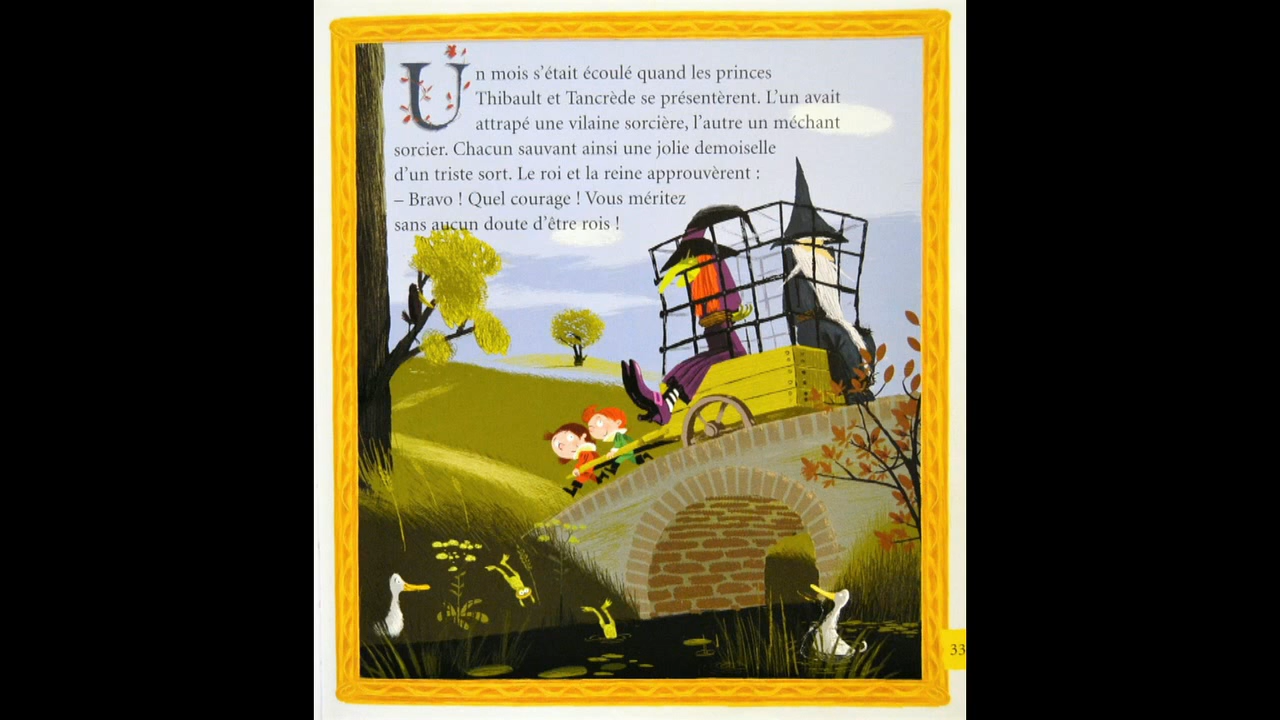 Un mois s'était écoulé quand les princes
Thibault et Tancrède se présentèrent. L'un avait
attrapé une vilaine sorcière, l'autre un méchant
sorcier. Chacun sauvant ainsi une jolie demoiselle
d'un triste sort. Le roi et la reine approuvèrent :
– Bravo ! Quel courage ! Vous méritez
sans aucun doute d'être rois !
33